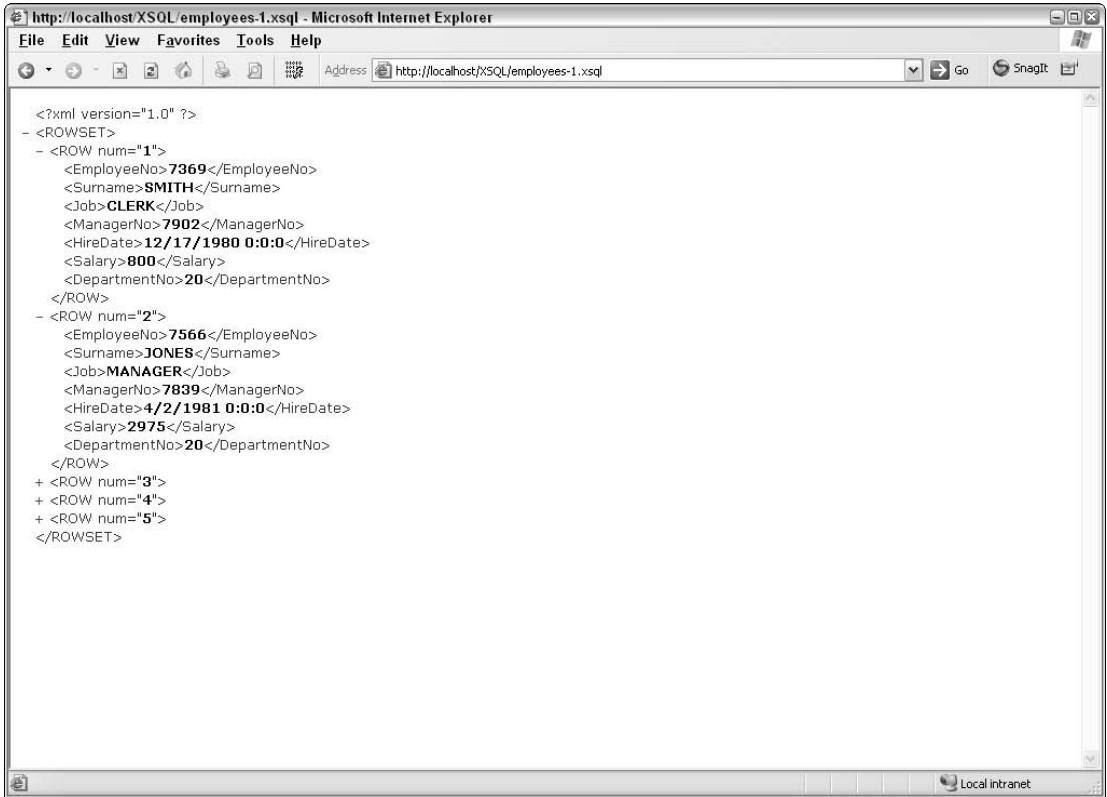 http://localhost/XSQL/employees-1.xsql - Microsoft Internet Explorer
File Edit View Favorites Tools Help
Address http://localhost/XSQL/employees-1.xsql Go SnagIt
<?xml version="1.0" ?>
- <ROWSET>
- <ROW num="1">
<EmployeeNo>7369</EmployeeNo>
<Surname>SMITH</Surname>
<Job>CLERK</Job>
<ManagerNo>7902</ManagerNo>
<HireDate>12/17/1980 0:0:0</HireDate>
<Salary>800</Salary>
<DepartmentNo>20</DepartmentNo>
</ROW>
- <ROW num="2">
<EmployeeNo>7566</EmployeeNo>
<Surname>JONES</Surname>
<Job>MANAGER</Job>
<ManagerNo>7839</ManagerNo>
<HireDate>4/2/1981 0:0:0</HireDate>
<Salary>2975</Salary>
<DepartmentNo>20</DepartmentNo>
</ROW>
+ <ROW num="3">
+ <ROW num="4">
+ <ROW num="5">
</ROWSET>
Local intranet